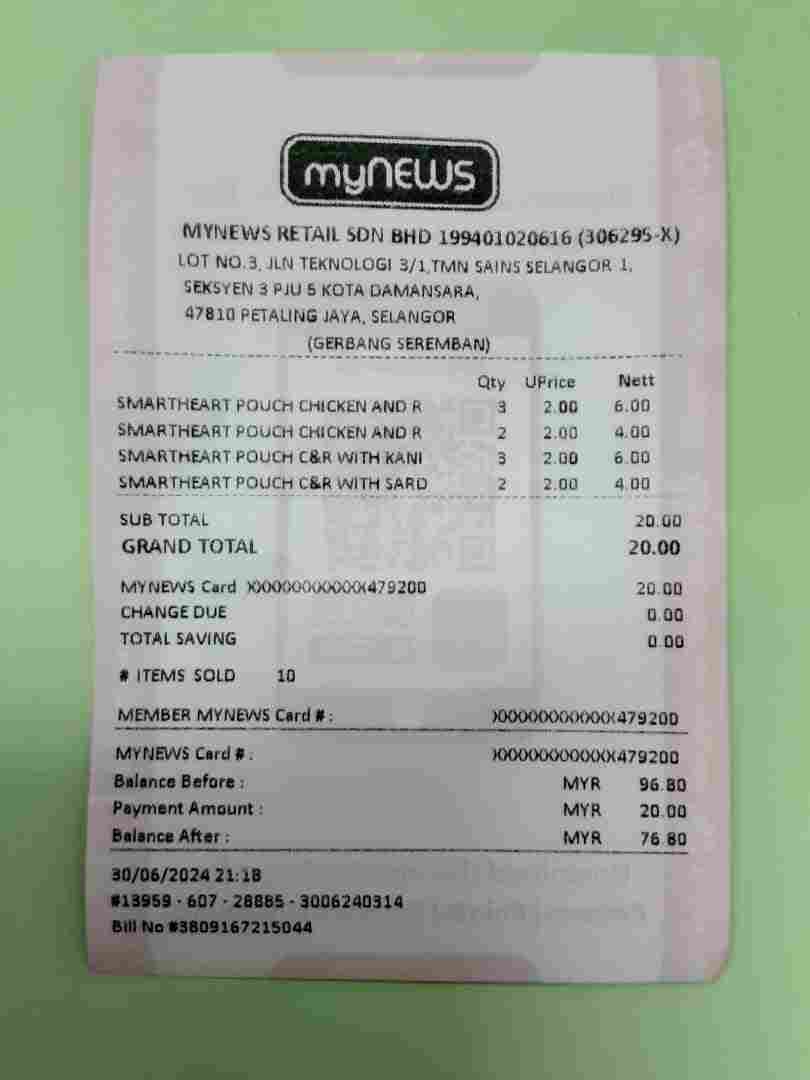 mynews
MYNEWS RETAIL SDN BHD 199401020616 (306295-X)
LOT NO.3, JLN TEKNOLOGI 3/1,TMN SAINS SELANGOR 1,
SEKSYEN 3 PJU 5 KOTA DAMANSARA,
47810 PETALING JAYA, SELANGOR
(GERBANG SEREMBAN)
Qty UPrice Nett
SMARTHEART POUCH CHICKEN AND R 3 2.00 6.00
SMARTHEART POUCH CHICKEN AND R 2 2.00 4.00
SMARTHEART POUCH C&R WITH KANI 3 2.00 6.00
SMARTHEART POUCH C&R WITH SARD 2 2.00 4.00
SUB TOTAL 20.00
GRAND TOTAL 20.00
MYNEWS Card XXXXXXXXXXXXX479200 20.00
CHANGE DUE 0.00
TOTAL SAVING 0.00
# ITEMS SOLD 10
MEMBER MYNEWS Card # : XXXXXXXXXXXXX479200
MYNEWS Card # : XXXXXXXXXXXXX479200
Balance Before : MYR 96.80
Payment Amount : MYR 20.00
Balance After : MYR 76.80
30/06/2024 21:18
#13959 - 607 - 28885 - 3006240314
Bill No #3809167215044